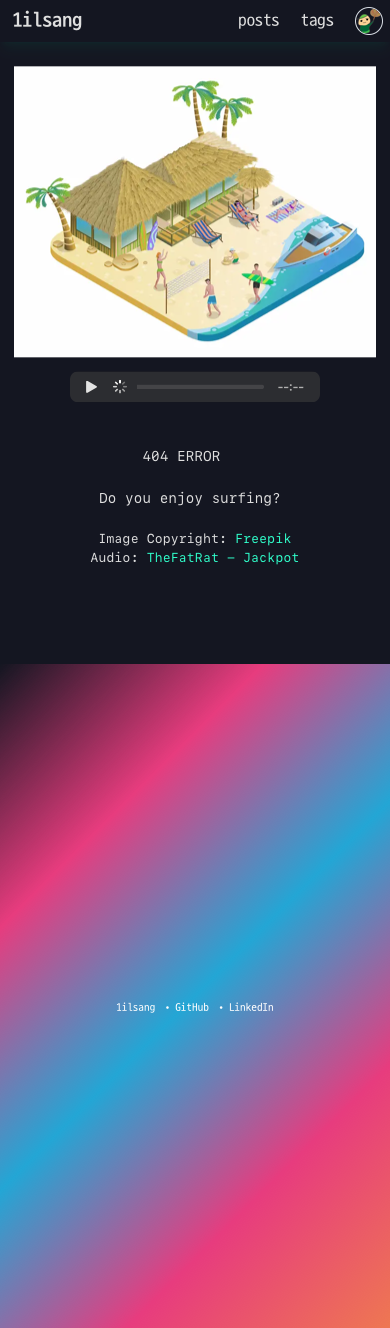 1ilsang
posts
tags
--:--
404 ERROR
Do you enjoy surfing?
Image Copyright: Freepik
Audio: TheFatRat – Jackpot
1ilsang • GitHub • LinkedIn